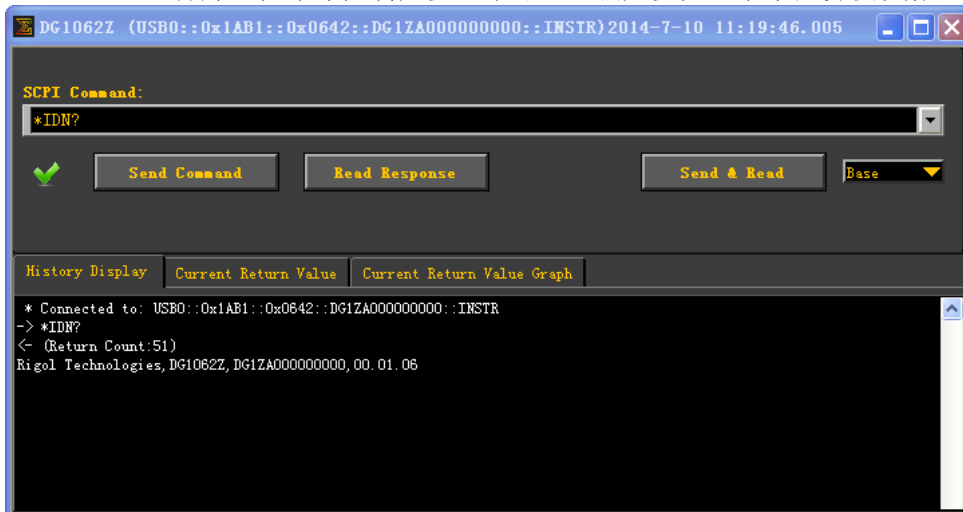 DG1062Z (USB0::0x1AB1::0x0642::DG1ZA000000000::INSTR)2014-7-10 11:19:46.005
SCPI Command:
*IDN?
Send Command Read Response Send & Read Base
History Display Current Return Value Current Return Value Graph
* Connected to: USB0::0x1AB1::0x0642::DG1ZA000000000::INSTR
-> *IDN?
<- (Return Count:51)
Rigol Technologies,DG1062Z,DG1ZA000000000,00.01.06